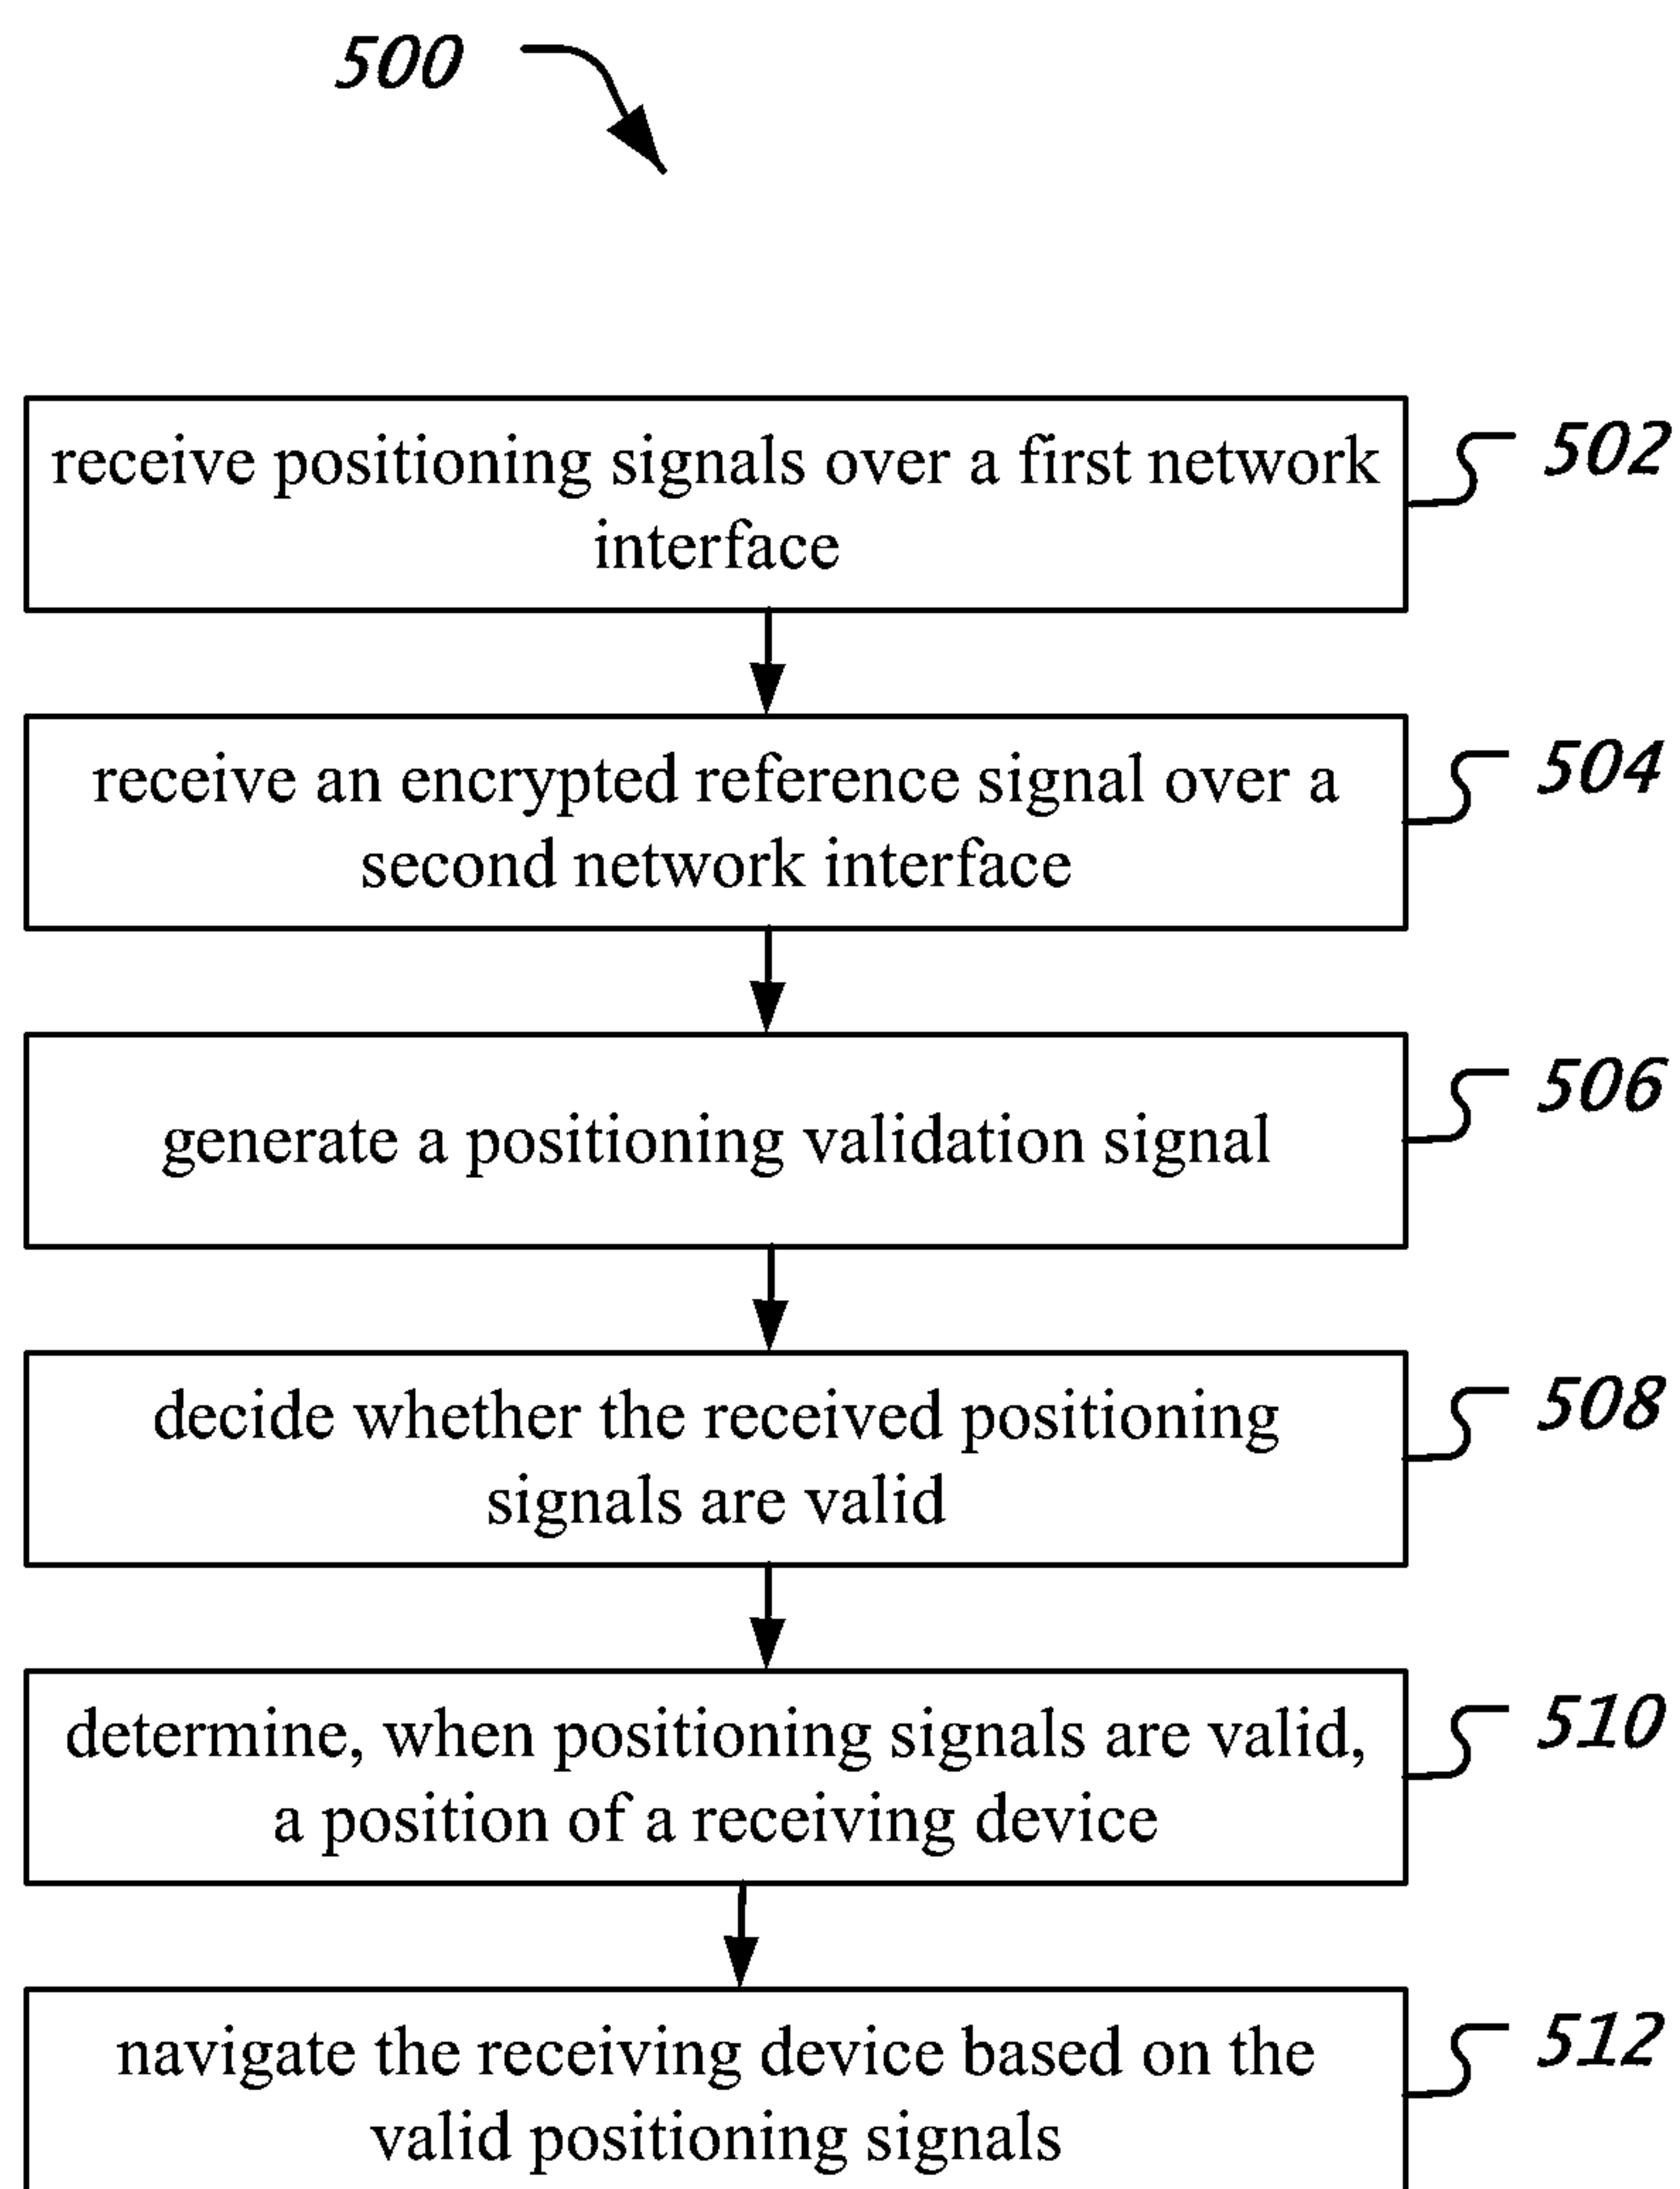 500
receive positioning signals over a first network
interface
502
receive an encrypted reference signal over a
second network interface
504
generate a positioning validation signal
506
decide whether the received positioning
signals are valid
508
determine, when positioning signals are valid,
a position of a receiving device
510
navigate the receiving device based on the
valid positioning signals
512